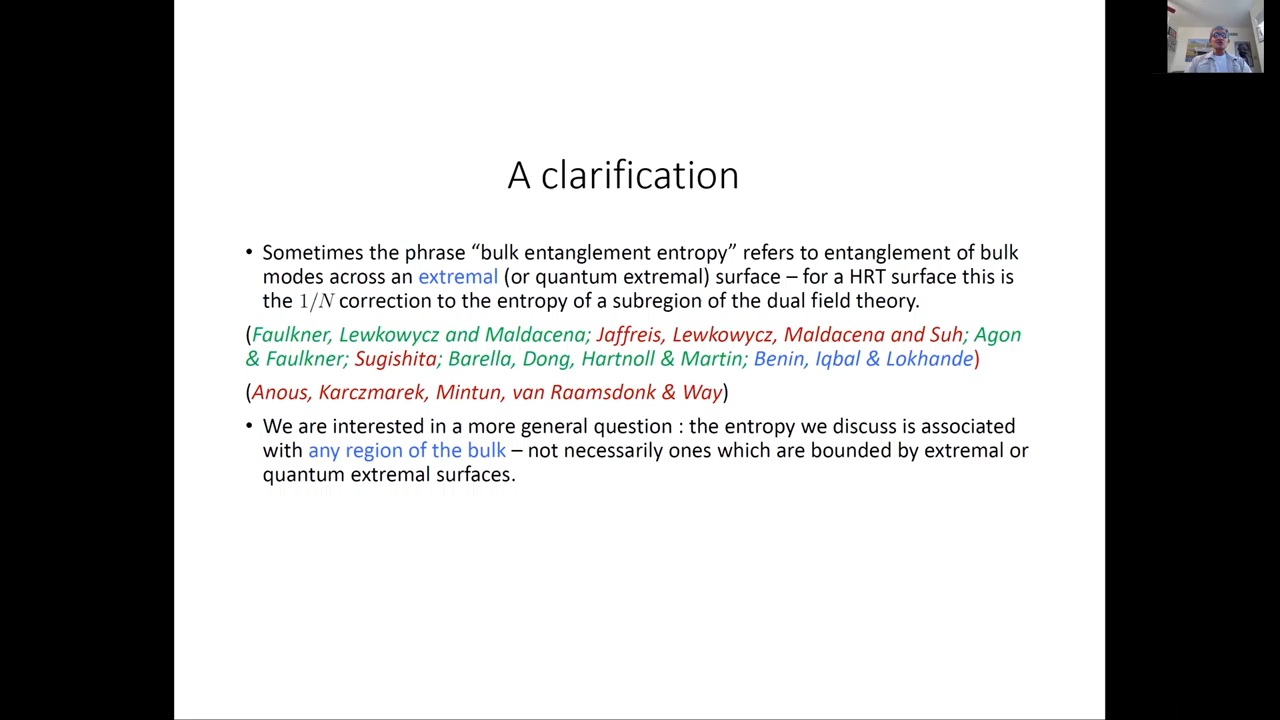 A clarification
• Sometimes the phrase “bulk entanglement entropy” refers to entanglement of bulk
modes across an extremal (or quantum extremal) surface – for a HRT surface this is
the 1/N correction to the entropy of a subregion of the dual field theory.
(Faulkner, Lewkowycz and Maldacena; Jaffreis, Lewkowycz, Maldacena and Suh; Agon
& Faulkner; Sugishita; Barella, Dong, Hartnoll & Martin; Benin, Iqbal & Lokhande)
(Anous, Karczmarek, Mintun, van Raamsdonk & Way)
• We are interested in a more general question : the entropy we discuss is associated
with any region of the bulk – not necessarily ones which are bounded by extremal or
quantum extremal surfaces.